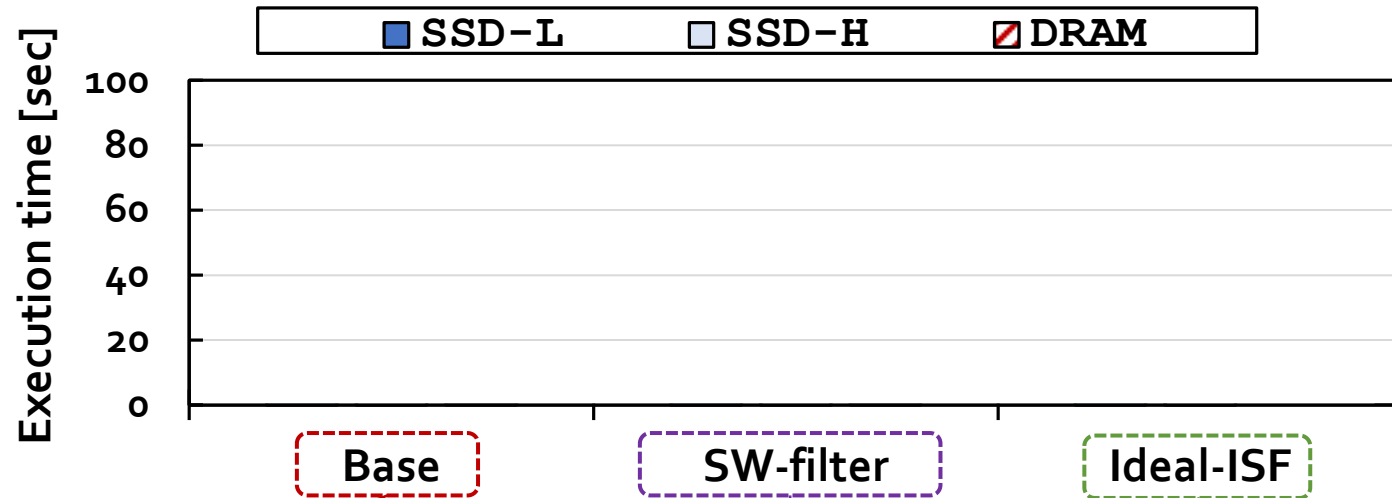 SSD-L SSD-H DRAM
Execution time [sec]
100
80
60
40
20
0
Base SW-filter Ideal-ISF